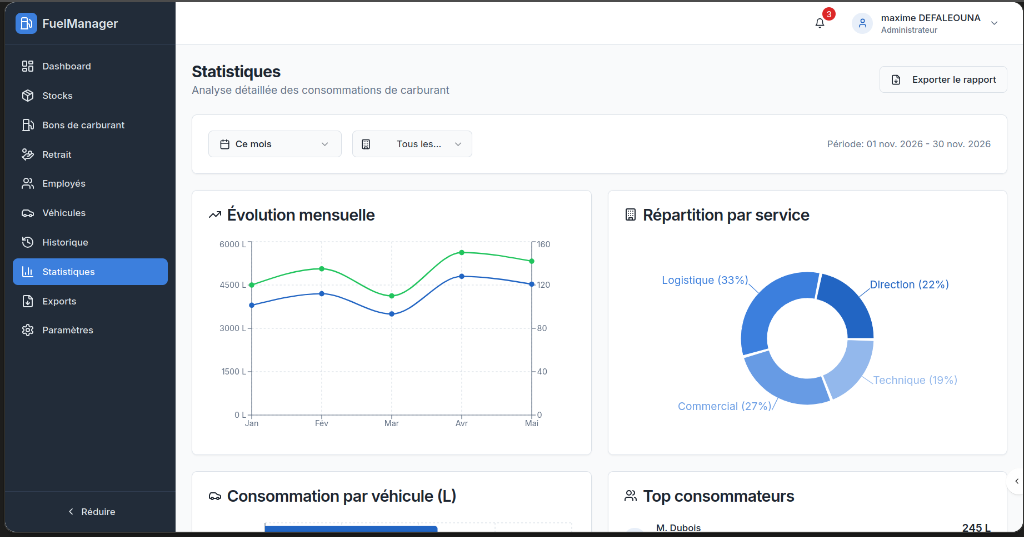 FuelManager
Dashboard
Stocks
Bons de carburant
Retrait
Employés
Véhicules
Historique
Statistiques
Exports
Paramètres
Réduire
3
maxime DEFALEOUNA
Administrateur
Statistiques
Analyse détaillée des consommations de carburant
Exporter le rapport
Ce mois
Tous les...
Période: 01 nov. 2026 - 30 nov. 2026
Évolution mensuelle
6000 L
4500 L
3000 L
1500 L
0 L
160
120
80
40
0
Jan Fév Mar Avr Mai
Répartition par service
Logistique (33%)
Direction (22%)
Technique (19%)
Commercial (27%)
Consommation par véhicule (L)
Top consommateurs
M. Dubois
245 L